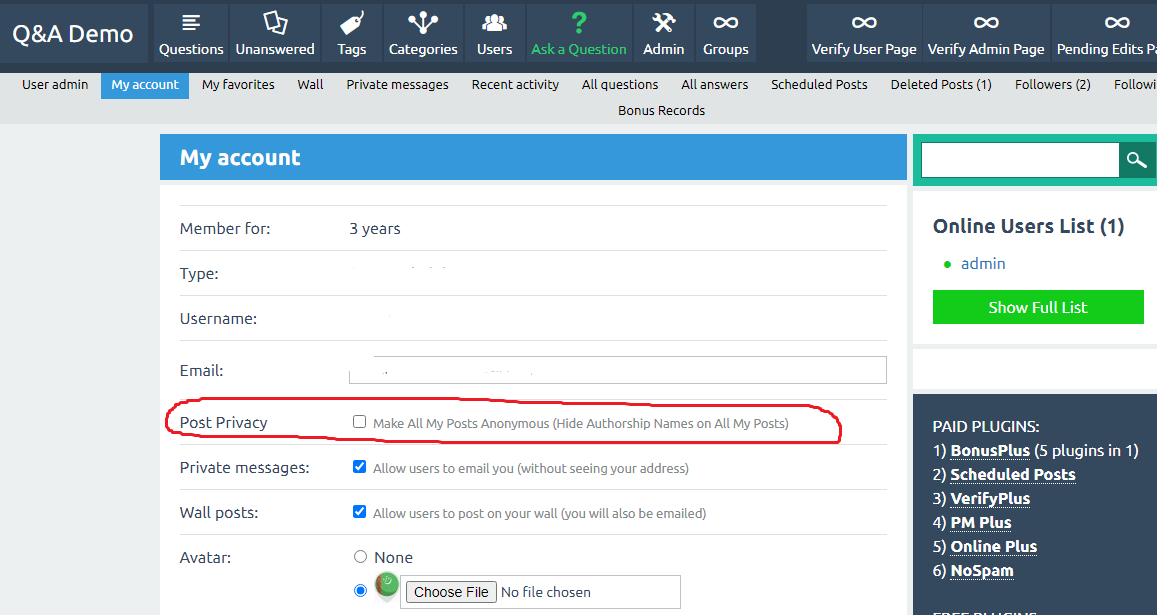 Q&A Demo
Questions Unanswered Tags Categories Users Ask a Question Admin Groups Verify User Page Verify Admin Page Pending Edits
User admin My account My favorites Wall Private messages Recent activity All questions All answers Scheduled Posts Deleted Posts (1) Followers (2)
Bonus Records
My account
Member for: 3 years
Type:
Username:
Email:
Post Privacy Make All My Posts Anonymous (Hide Authorship Names on All My Posts)
Private messages: Allow users to email you (without seeing your address)
Wall posts: Allow users to post on your wall (you will also be emailed)
Avatar: None
Choose File No file chosen
Online Users List (1)
admin
Show Full List
PAID PLUGINS:
1) BonusPlus (5 plugins in 1)
2) Scheduled Posts
3) VerifyPlus
4) PM Plus
5) Online Plus
6) NoSpam